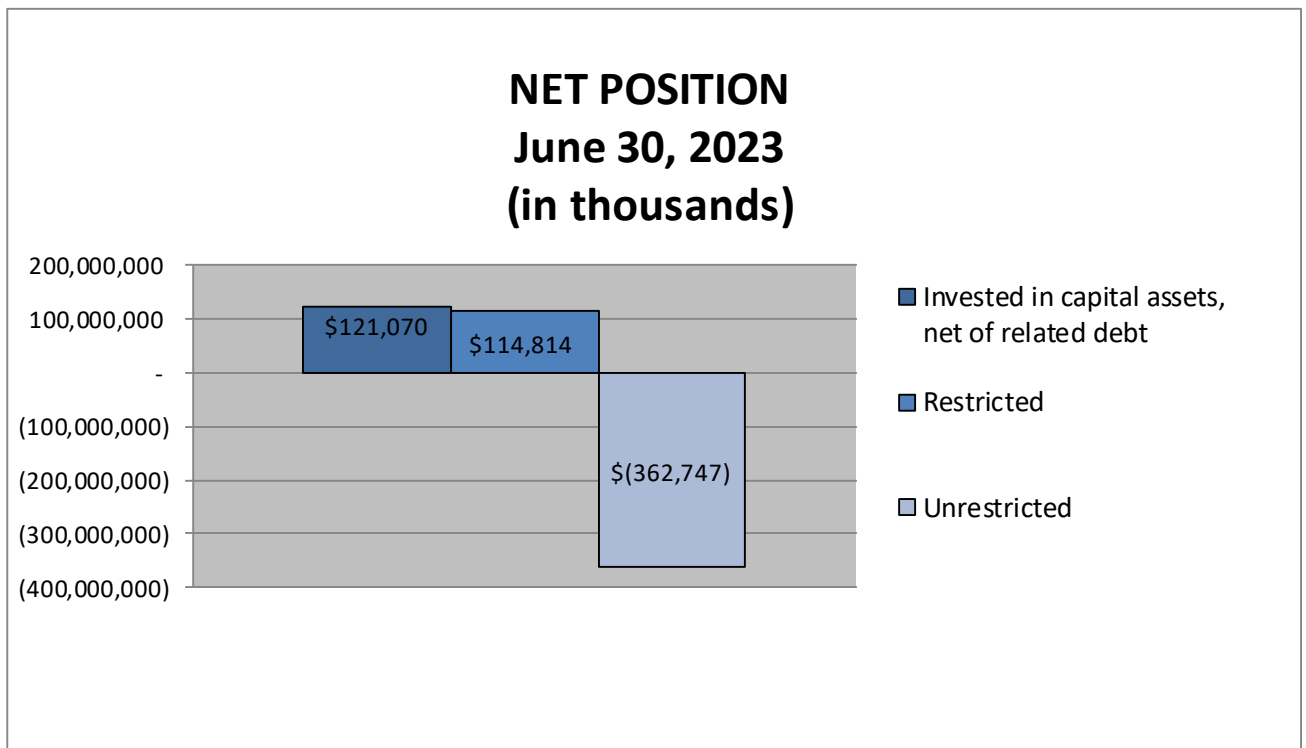 NET POSITION
June 30, 2023
(in thousands)
200,000,000
100,000,000
-
(100,000,000)
(200,000,000)
(300,000,000)
(400,000,000)
$121,070
$114,814
$(362,747)
Invested in capital assets,
net of related debt
Restricted
Unrestricted